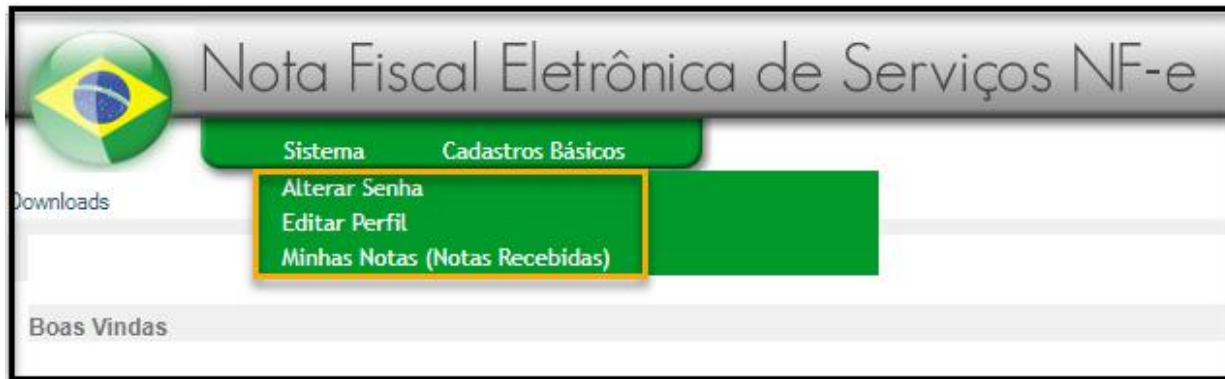 Nota Fiscal Eletrônica de Serviços NF-e
Sistema Cadastros Básicos
Alterar Senha
Downloads
Editar Perfil
Minhas Notas (Notas Recebidas)
Boas Vindas